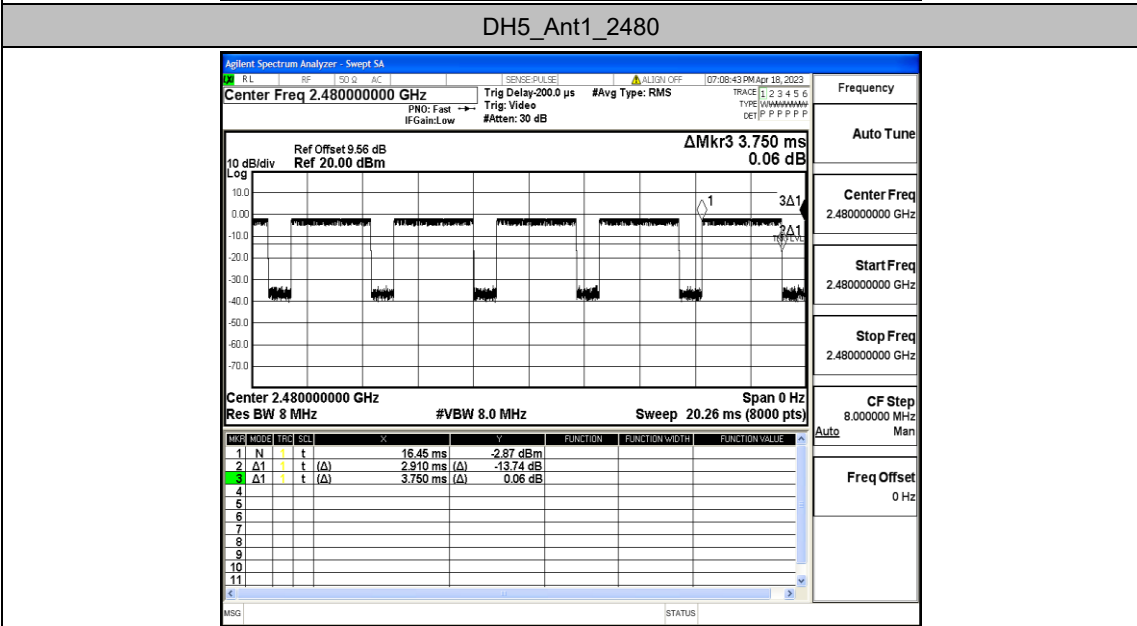 DH5_Ant1_2480
Agilent Spectrum Analyzer - Swept SA
LXI RL RF 50 Ω AC SENSE:PULSE ALIGN OFF 07:08:43 PM Apr 18, 2023
Center Freq 2.480000000 GHz
PNO: Fast
IFGain:Low
Trig Delay-200.0 µs
Trig: Video
#Atten: 30 dB
#Avg Type: RMS
TRACE 1 2 3 4 5 6
TYPE
DET P P P P P P
Frequency
Ref Offset 9.56 dB
10 dB/div Ref 20.00 dBm
Log
ΔMkr3 3.750 ms
0.06 dB
10.0
0.00
-10.0
-20.0
-30.0
-40.0
-50.0
-60.0
-70.0
1
3Δ1
TRIG LVL
Center 2.480000000 GHz Span 0 Hz
Res BW 8 MHz #VBW 8.0 MHz Sweep 20.26 ms (8000 pts)
MKR MODE TRC SCL X Y FUNCTION FUNCTION WIDTH FUNCTION VALUE
1 N 1 t 16.45 ms -2.87 dBm
2 Δ1 1 t (Δ) 2.910 ms (Δ) -13.74 dB
3 Δ1 1 t (Δ) 3.750 ms (Δ) 0.06 dB
4
5
6
7
8
9
10
11
MSG STATUS
Auto Tune
Center Freq
2.480000000 GHz
Start Freq
2.480000000 GHz
Stop Freq
2.480000000 GHz
CF Step
8.000000 MHz
Auto Man
Freq Offset
0 Hz